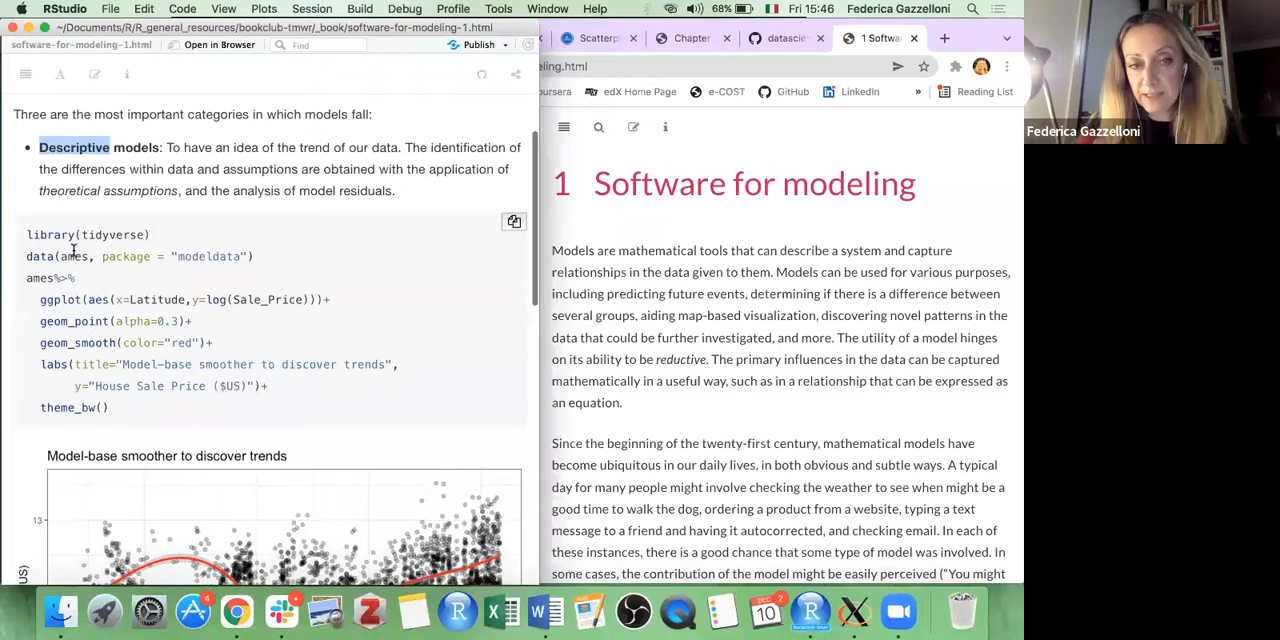 RStudio File Edit Code View Plots Session Build Debug Profile Tools Window Help 68% Fri 15:46 Federica Gazzelloni
~/Documents/R/R_general_resources/bookclub-tmwr/_book/software-for-modeling-1.html
software-for-modeling-1.html Open in Browser Find Publish
Three are the most important categories in which models fall:
• Descriptive models: To have an idea of the trend of our data. The identification of
the differences within data and assumptions are obtained with the application of
theoretical assumptions, and the analysis of model residuals.
library(tidyverse)
data(ames, package = "modeldata")
ames%>%
ggplot(aes(x=Latitude,y=log(Sale_Price)))+
geom_point(alpha=0.3)+
geom_smooth(color="red")+
labs(title="Model-base smoother to discover trends",
y="House Sale Price ($US)")+
theme_bw()
Model-base smoother to discover trends
13
US)
Scatterp Chapter datascie 1 Softwa
eling.html
oursera edX Home Page e-COST GitHub LinkedIn » Reading List
1 Software for modeling
Models are mathematical tools that can describe a system and capture
relationships in the data given to them. Models can be used for various purposes,
including predicting future events, determining if there is a difference between
several groups, aiding map-based visualization, discovering novel patterns in the
data that could be further investigated, and more. The utility of a model hinges
on its ability to be reductive. The primary influences in the data can be captured
mathematically in a useful way, such as in a relationship that can be expressed as
an equation.
Since the beginning of the twenty-first century, mathematical models have
become ubiquitous in our daily lives, in both obvious and subtle ways. A typical
day for many people might involve checking the weather to see when might be a
good time to walk the dog, ordering a product from a website, typing a text
message to a friend and having it autocorrected, and checking email. In each of
these instances, there is a good chance that some type of model was involved. In
some cases, the contribution of the model might be easily perceived ("You might
Federica Gazzelloni
4
DEC
10
2